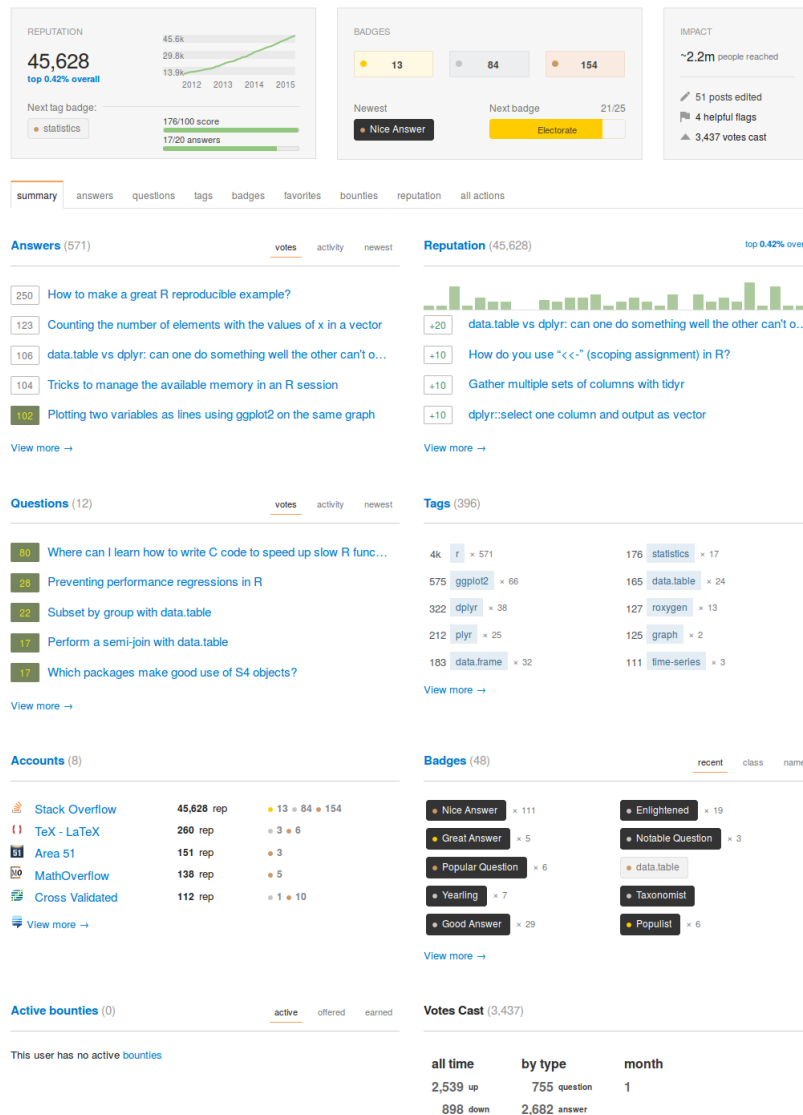 REPUTATION
45,628
top 0.42% overall
45.6k
29.8k
13.9k
2012 2013 2014 2015
Next tag badge:
statistics
176/100 score
17/20 answers
BADGES
13 84 154
Newest
Nice Answer
Next badge 21/25
Electorate
IMPACT
~2.2m people reached
51 posts edited
4 helpful flags
3,437 votes cast
summary answers questions tags badges favorites bounties reputation all actions
Answers (571) votes activity newest
250 How to make a great R reproducible example?
123 Counting the number of elements with the values of x in a vector
106 data.table vs dplyr: can one do something well the other can't o…
104 Tricks to manage the available memory in an R session
102 Plotting two variables as lines using ggplot2 on the same graph
View more →
Reputation (45,628) top 0.42% over
+20 data.table vs dplyr: can one do something well the other can't o…
+10 How do you use “<<-” (scoping assignment) in R?
+10 Gather multiple sets of columns with tidyr
+10 dplyr::select one column and output as vector
View more →
Questions (12) votes activity newest
80 Where can I learn how to write C code to speed up slow R func…
28 Preventing performance regressions in R
22 Subset by group with data.table
17 Perform a semi-join with data.table
17 Which packages make good use of S4 objects?
View more →
Tags (396)
4k r × 571 176 statistics × 17
575 ggplot2 × 66 165 data.table × 24
322 dplyr × 38 127 roxygen × 13
212 plyr × 25 125 graph × 2
183 data.frame × 32 111 time-series × 3
View more →
Accounts (8)
Stack Overflow 45,628 rep 13 84 154
TeX - LaTeX 260 rep 3 6
51 Area 51 151 rep 3
MO MathOverflow 138 rep 5
Cross Validated 112 rep 1 10
View more →
Badges (48) recent class name
Nice Answer × 111 Enlightened × 19
Great Answer × 5 Notable Question × 3
Popular Question × 6 data.table
Yearling × 7 Taxonomist
Good Answer × 29 Populist × 6
View more →
Active bounties (0) active offered earned
This user has no active bounties
Votes Cast (3,437)
all time by type month
2,539 up 755 question 1
898 down 2,682 answer